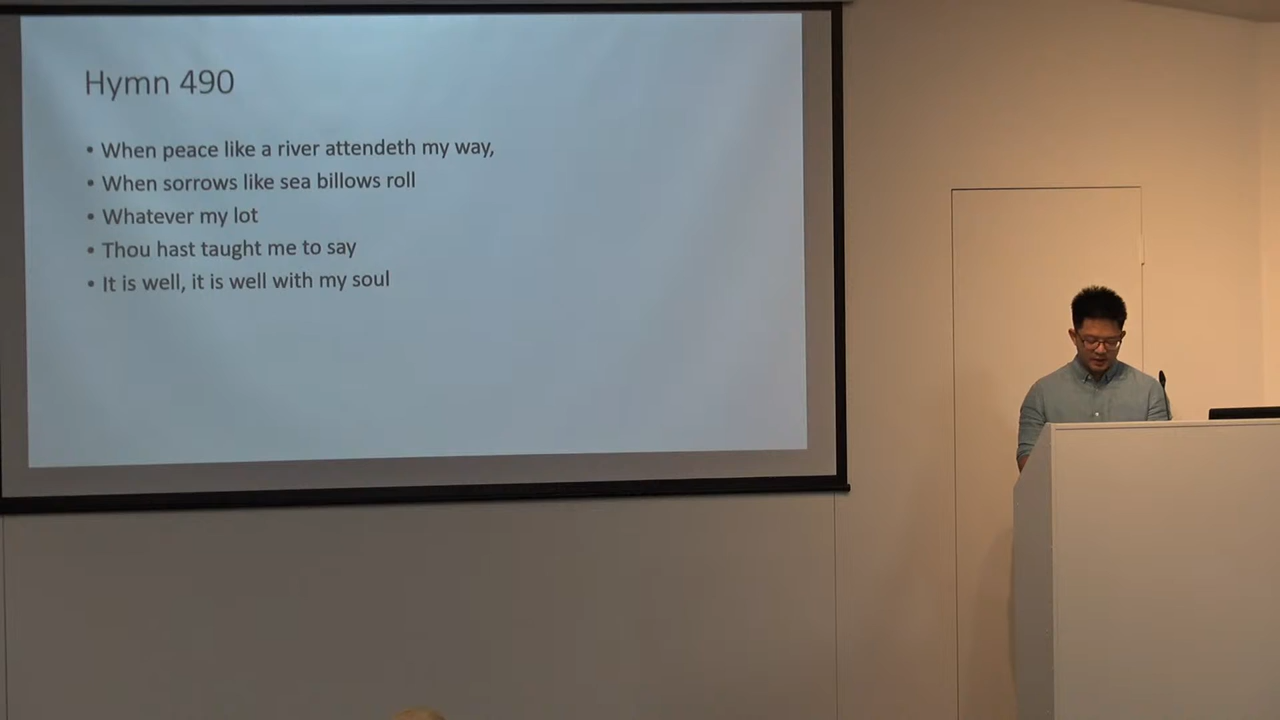 Hymn 490
• When peace like a river attendeth my way,
• When sorrows like sea billows roll
• Whatever my lot
• Thou hast taught me to say
• It is well, it is well with my soul